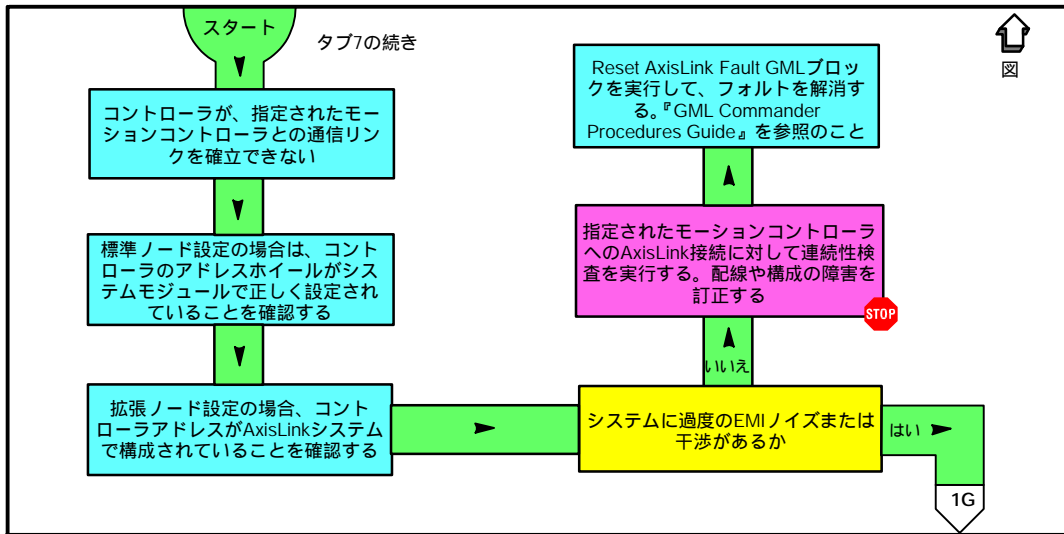 スタート
タブ7の続き
図
コントローラが、指定されたモー
ションコントローラとの通信リン
クを確立できない
標準ノード設定の場合は、コント
ローラのアドレスホイールがシス
テムモジュールで正しく設定され
ていることを確認する
拡張ノード設定の場合、コント
ローラアドレスがAxisLinkシステム
で構成されていることを確認する
システムに過度のEMIノイズまたは
干渉があるか
はい
1G
いいえ
指定されたモーションコントローラ
へのAxisLink接続に対して連続性検
査を実行する。配線や構成の障害を
訂正する
STOP
Reset AxisLink Fault GMLブロッ
クを実行して、フォルトを解消す
る。『GML Commander
Procedures Guide』を参照のこと